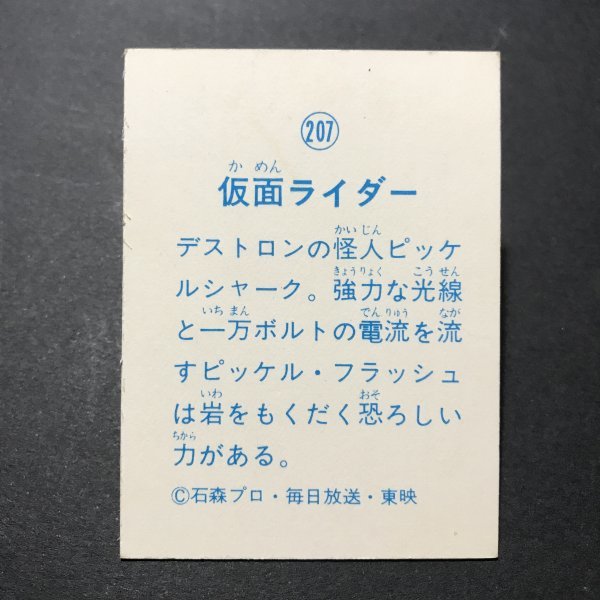 207
かめん
仮面ライダー
かいじん
デストロンの怪人ピッケ
きょうりょく こうせん
ルシャーク。強力な光線
いちまん でんりゅう なが
と一万ボルトの電流を流
すピッケル・フラッシュ
いわ おそ
は岩をもくだく恐ろしい
ちから
力がある。
©石森プロ・毎日放送・東映